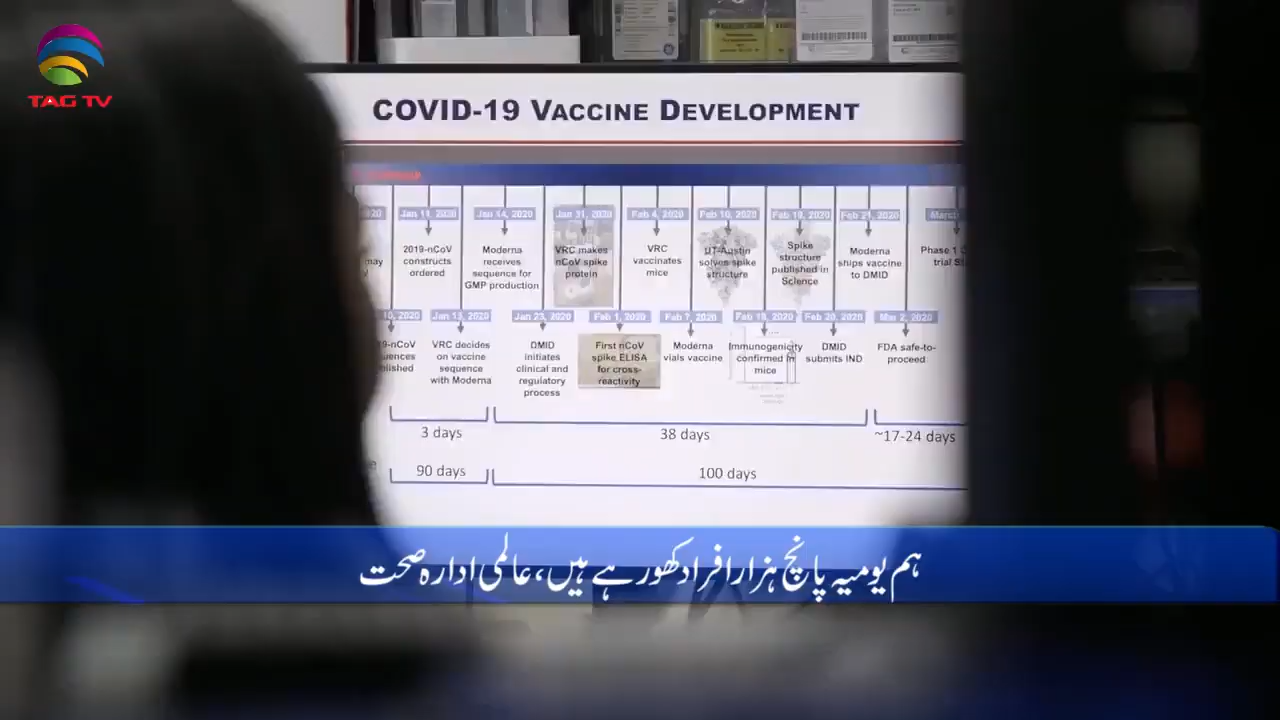 TAG TV
COVID-19 VACCINE DEVELOPMENT
Jan 11, 2020
2019-nCoV
constructs
ordered
Jan 14, 2020
Moderna
receives
sequence for
GMP production
Jan 31, 2020
VRC makes
nCoV spike
protein
Feb 4, 2020
VRC
vaccinates
mice
Feb 10, 2020
UT-Austin
solves spike
structure
Feb 19, 2020
Spike
structure
published in
Science
Feb 21, 2020
Moderna
ships vaccine
to DMID
March
Phase 1
trial
Jan 13, 2020
VRC decides
on vaccine
sequence
with Moderna
Jan 23, 2020
DMID
initiates
clinical and
regulatory
process
Feb 1, 2020
First nCoV
spike ELISA
for cross-
reactivity
Feb 7, 2020
Moderna
vials vaccine
Feb 18, 2020
Immunogenicity
confirmed in
mice
Feb 20, 2020
DMID
submits IND
Mar 2, 2020
FDA safe-to-
proceed
3 days
38 days
~17-24 days
90 days
100 days
ہم یومیہ پانچ ہزار افراد کھو رہے ہیں، عالمی ادارہ صحت